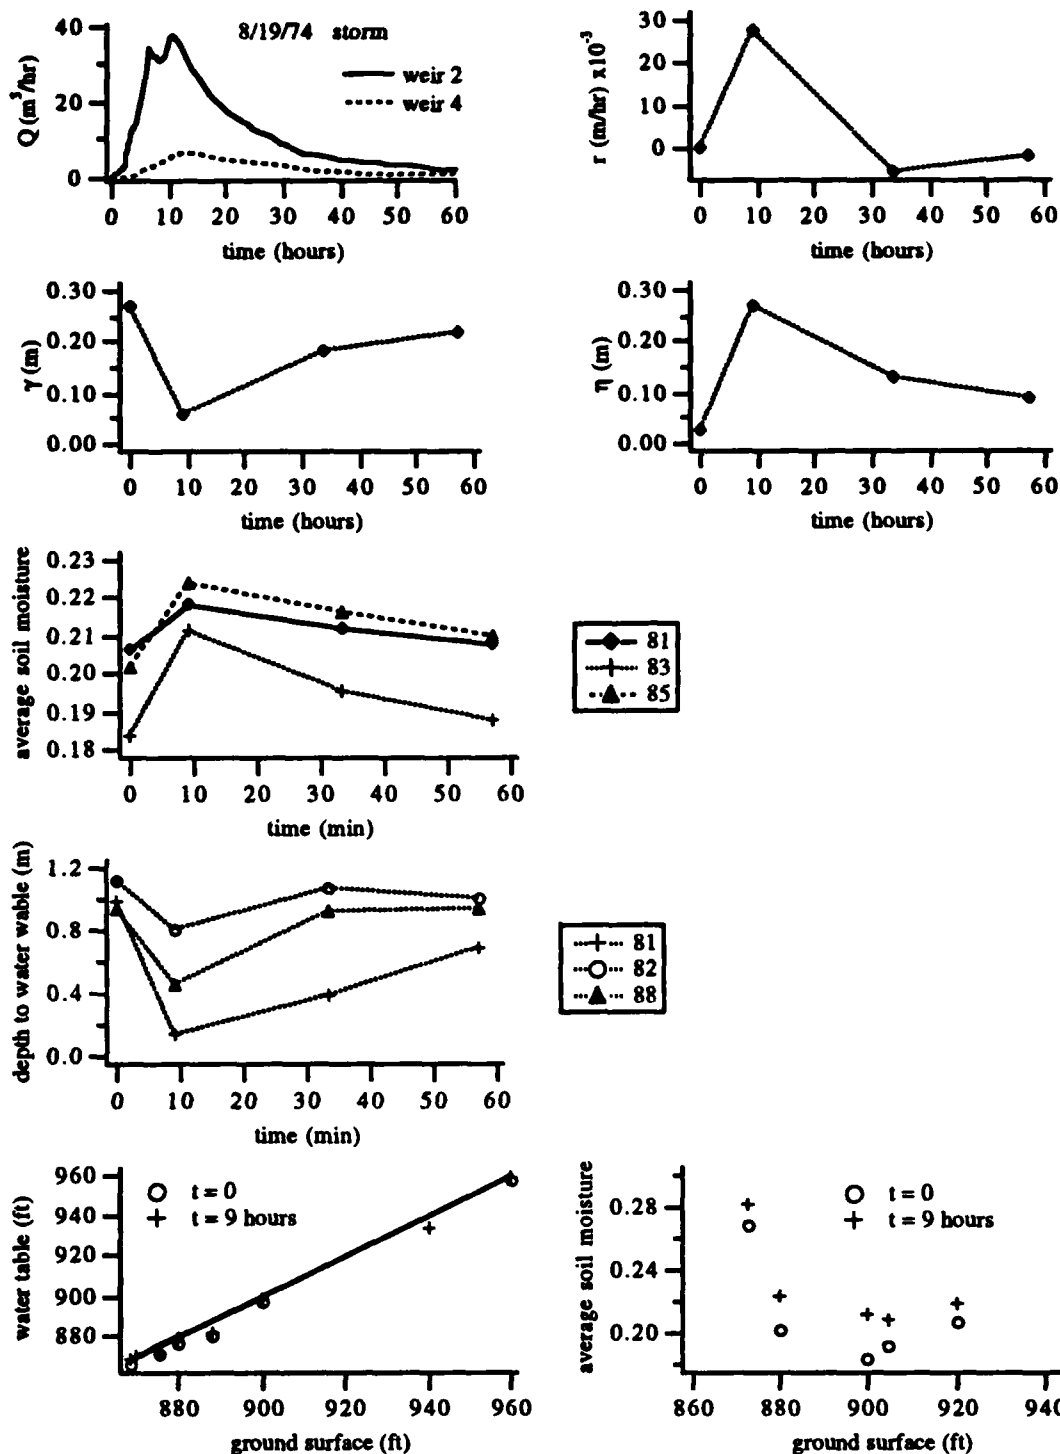 8/19/74 storm
weir 2
weir 4
Q (m³/hr)
40
20
0
0 10 20 30 40 50 60
time (hours)
r (m/hr) x10⁻³
30
20
10
0
0 10 20 30 40 50 60
time (hours)
γ (m)
0.30
0.20
0.10
0.00
0 10 20 30 40 50 60
time (hours)
η (m)
0.30
0.20
0.10
0.00
0 10 20 30 40 50 60
time (hours)
average soil moisture
0.23
0.22
0.21
0.20
0.19
0.18
0 10 20 30 40 50 60
time (min)
81
83
85
depth to water wable (m)
1.2
0.8
0.4
0.0
0 10 20 30 40 50 60
time (min)
81
82
88
water table (ft)
960
940
920
900
880
t = 0
t = 9 hours
880 900 920 940 960
ground surface (ft)
average soil moisture
0.28
0.24
0.20
t = 0
t = 9 hours
860 880 900 920 940
ground surface (ft)